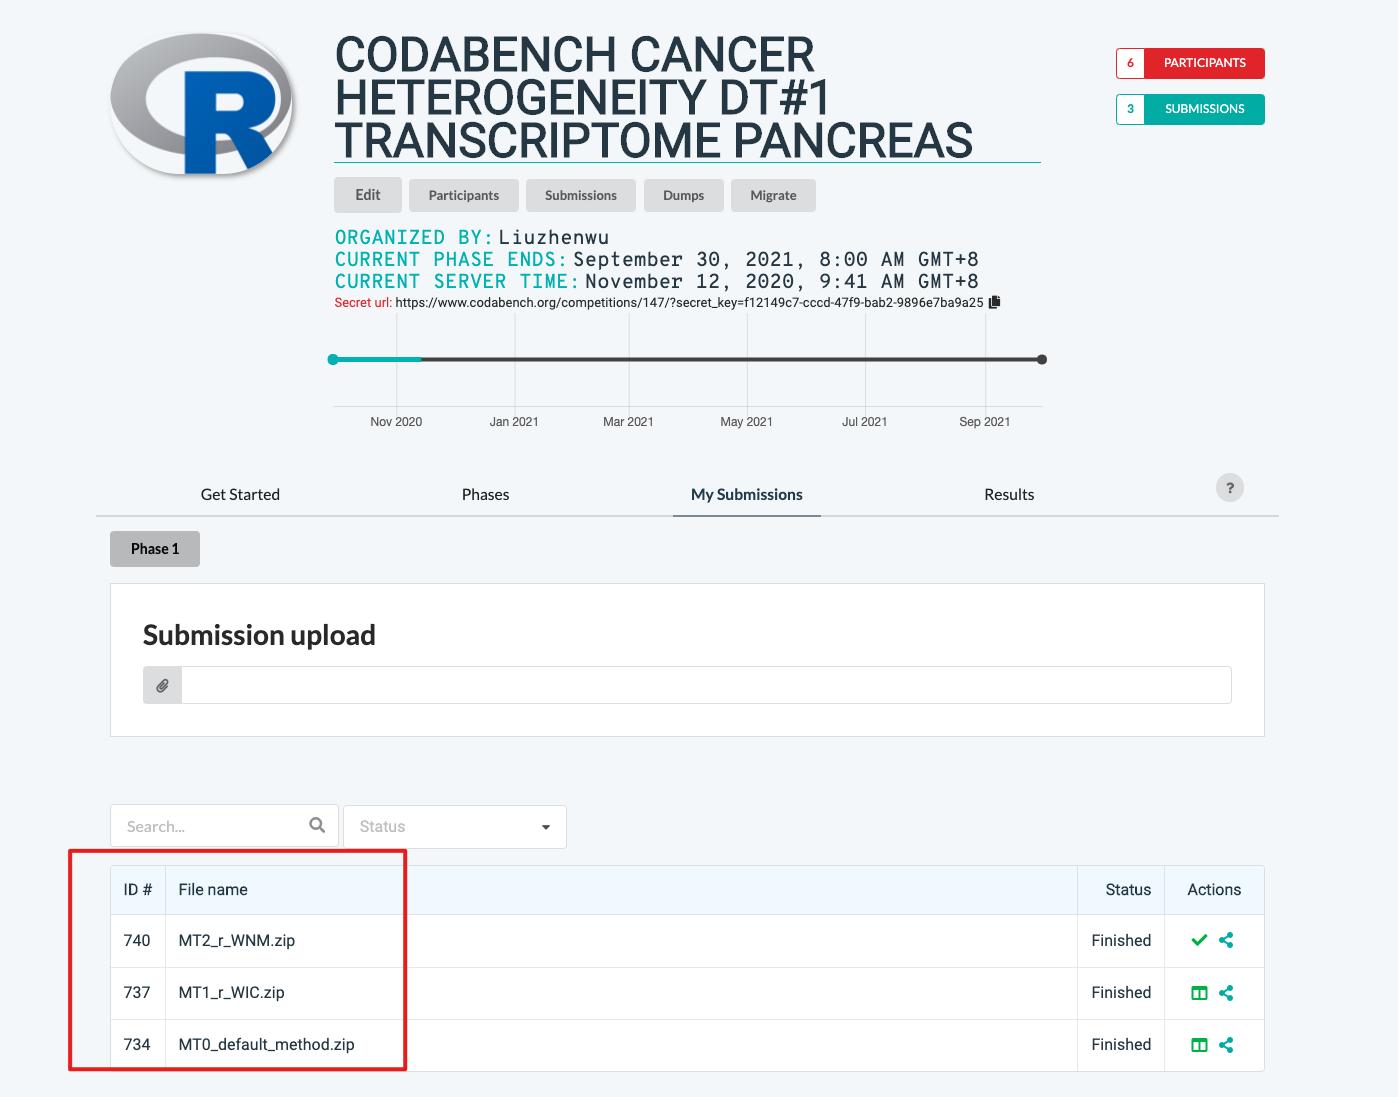 R
CODABENCH CANCER
HETEROGENEITY DT#1
TRANSCRIPTOME PANCREAS
6 PARTICIPANTS
3 SUBMISSIONS
Edit Participants Submissions Dumps Migrate
ORGANIZED BY: Liuzhenwu
CURRENT PHASE ENDS: September 30, 2021, 8:00 AM GMT+8
CURRENT SERVER TIME: November 12, 2020, 9:41 AM GMT+8
Secret url: https://www.codabench.org/competitions/147/?secret_key=f12149c7-cccd-47f9-bab2-9896e7ba9a25
Nov 2020 Jan 2021 Mar 2021 May 2021 Jul 2021 Sep 2021
Get Started Phases My Submissions Results ?
Phase 1
Submission upload
Search... Status
ID # File name Status Actions
740 MT2_r_WNM.zip Finished
737 MT1_r_WIC.zip Finished
734 MT0_default_method.zip Finished